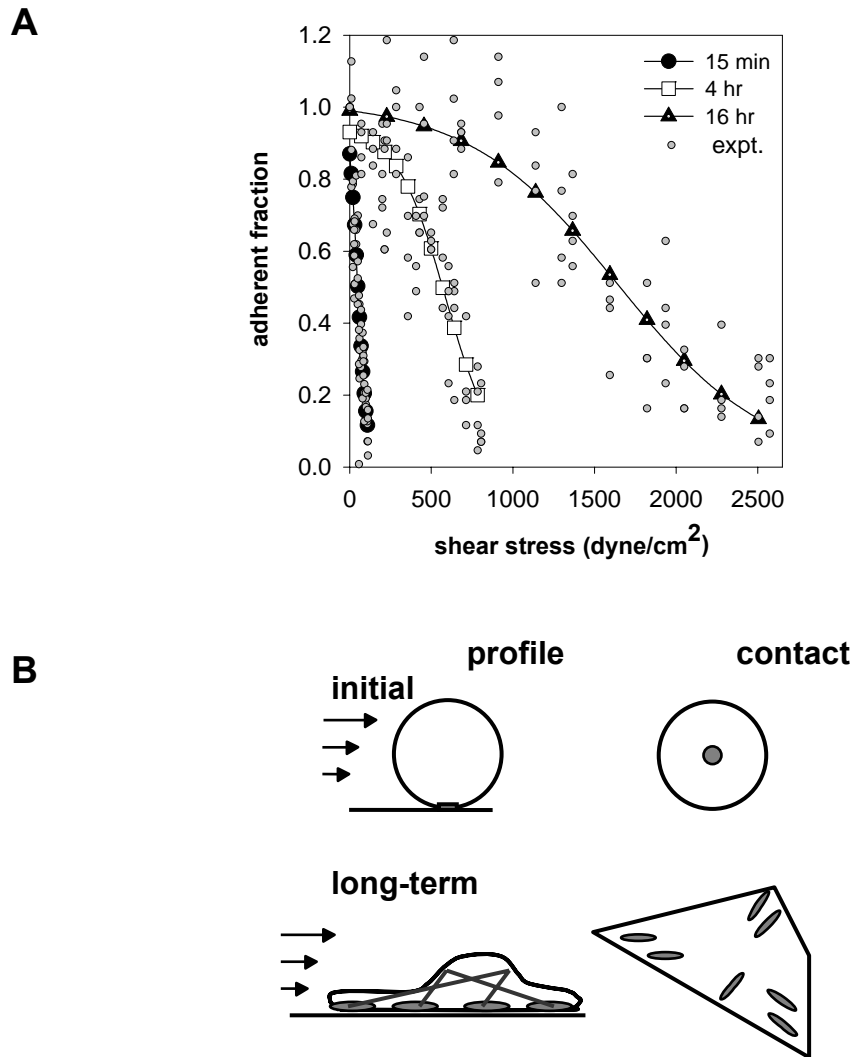 A
adherent fraction
1.2
1.0
0.8
0.6
0.4
0.2
0.0
15 min
4 hr
16 hr
expt.
0 500 1000 1500 2000 2500
shear stress (dyne/cm²)
B
profile contact
initial
long-term